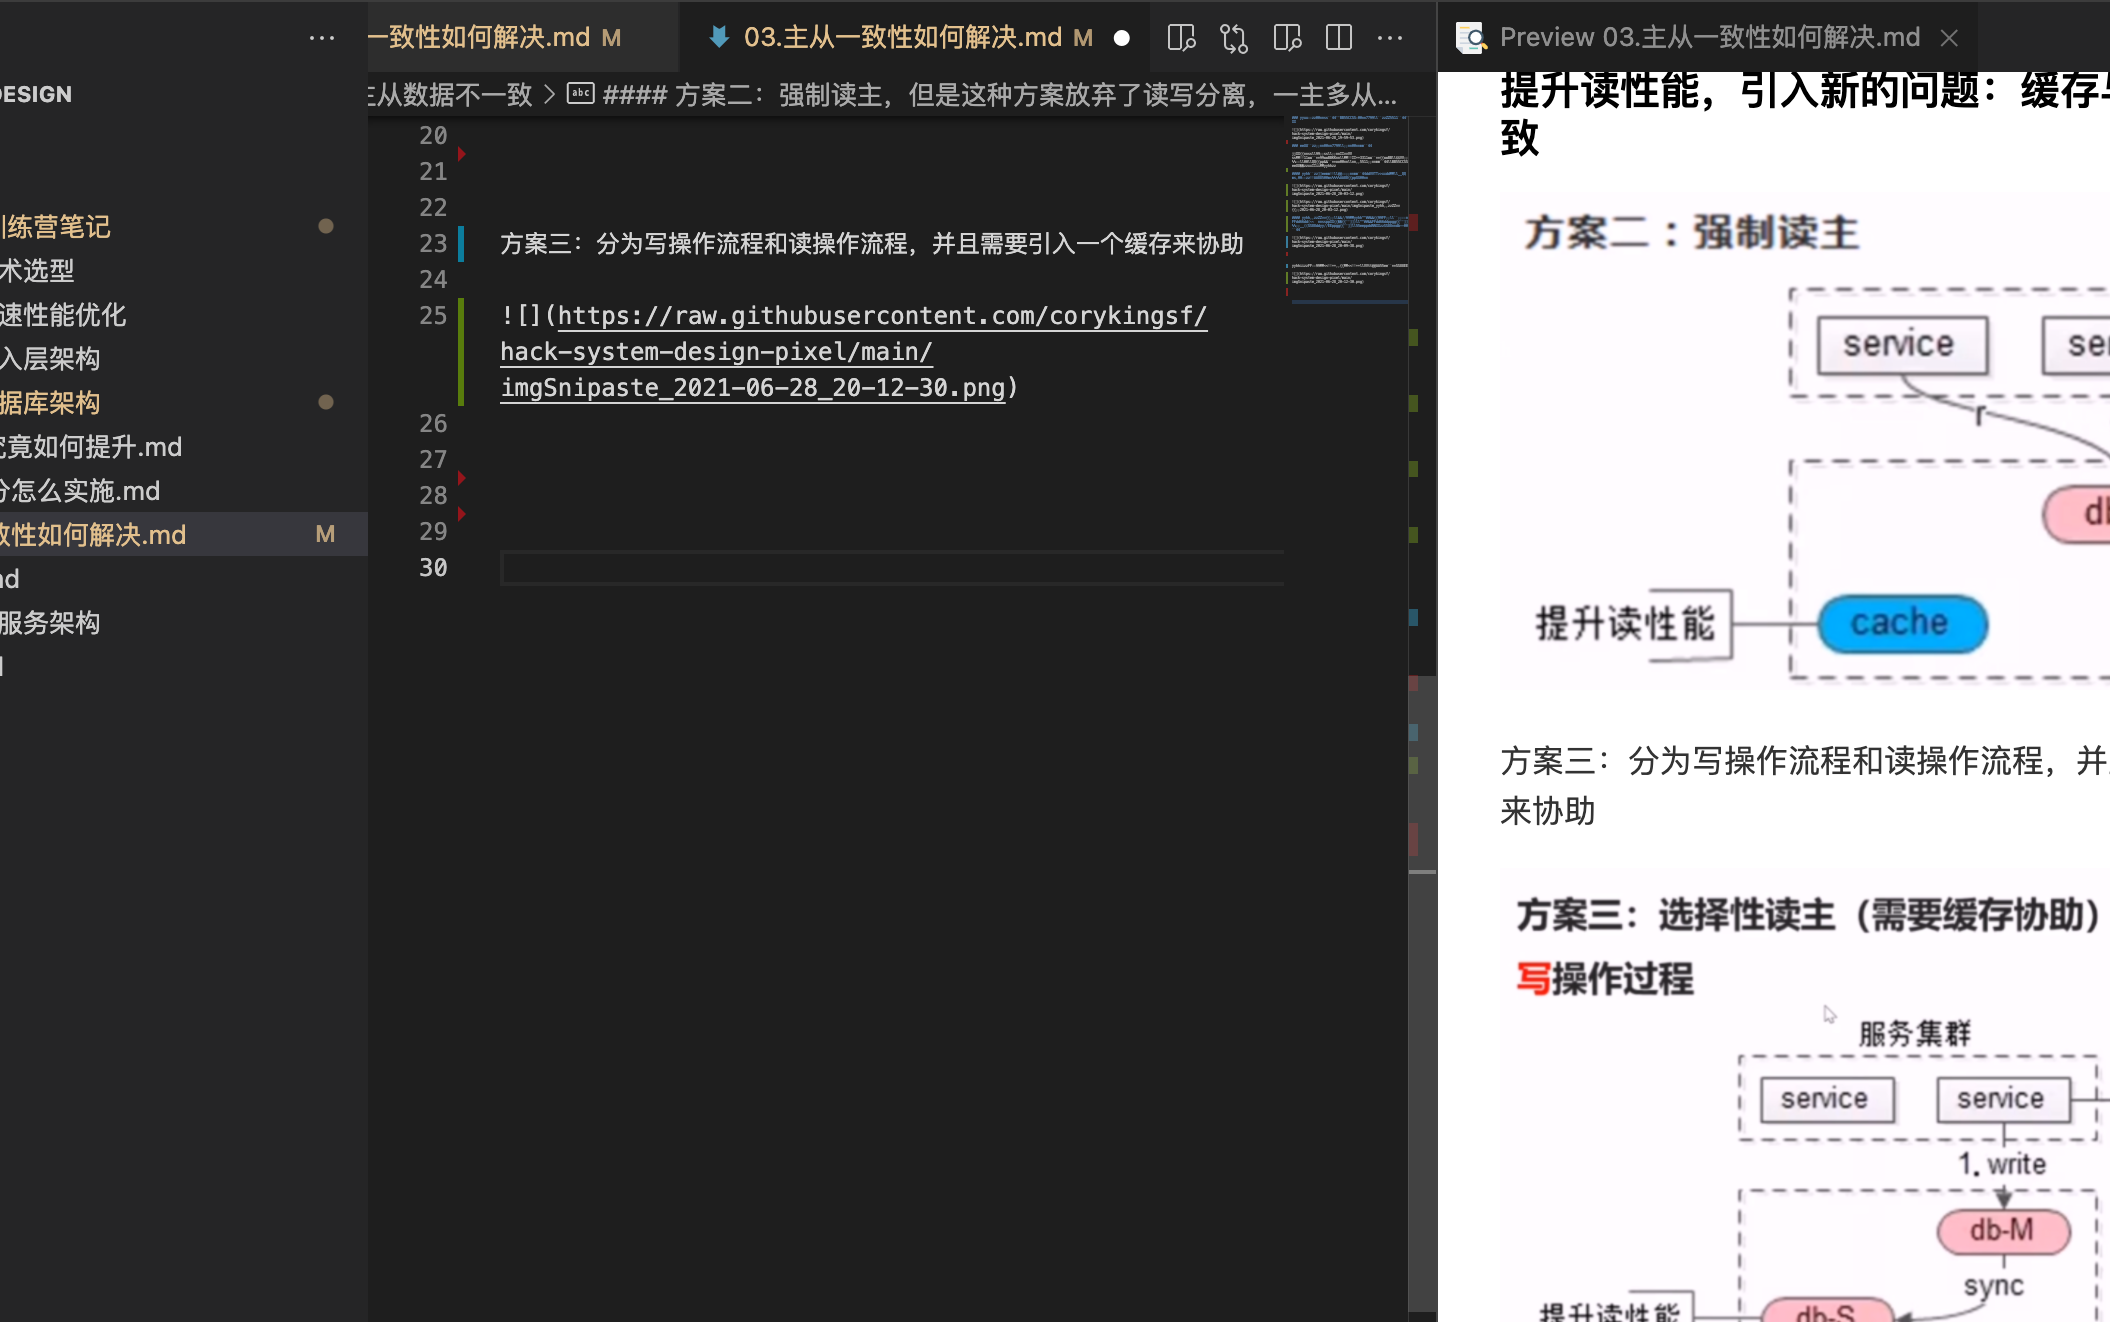 一致性如何解决.md M
03.主从一致性如何解决.md M
Preview 03.主从一致性如何解决.md
DESIGN
主从数据不一致 > #### 方案二：强制读主，但是这种方案放弃了读写分离，一主多从...
训练营笔记
术选型
速性能优化
入层架构
据库架构
究竟如何提升.md
分怎么实施.md
致性如何解决.md M
md
服务架构
20
21
22
23 方案三：分为写操作流程和读操作流程，并且需要引入一个缓存来协助
24
25 ![](https://raw.githubusercontent.com/corykingsf/
hack-system-design-pixel/main/
imgSnipaste_2021-06-28_20-12-30.png)
26
27
28
29
30
提升读性能，引入新的问题：缓存与
致
方案二：强制读主
service
ser
r
db
提升读性能
cache
方案三：分为写操作流程和读操作流程，并
来协助
方案三：选择性读主（需要缓存协助）
写操作过程
服务集群
service
service
1. write
db-M
sync
提升读性能
db-S